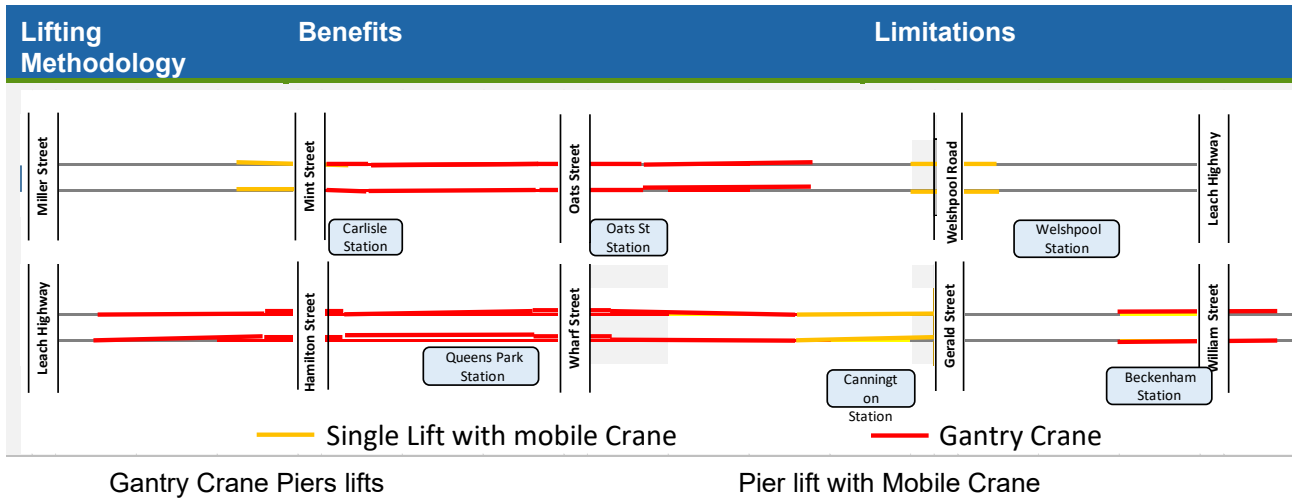 Lifting
Methodology
Benefits
Limitations
Miller Street
Mint Street
Oats Street
Welshpool Road
Leach Highway
Carlisle
Station
Oats St
Station
Welshpool
Station
Leach Highway
Hamilton Street
Wharf Street
Gerald Street
William Street
Queens Park
Station
Canningt
on
Station
Beckenham
Station
Single Lift with mobile Crane
Gantry Crane
Gantry Crane Piers lifts
Pier lift with Mobile Crane